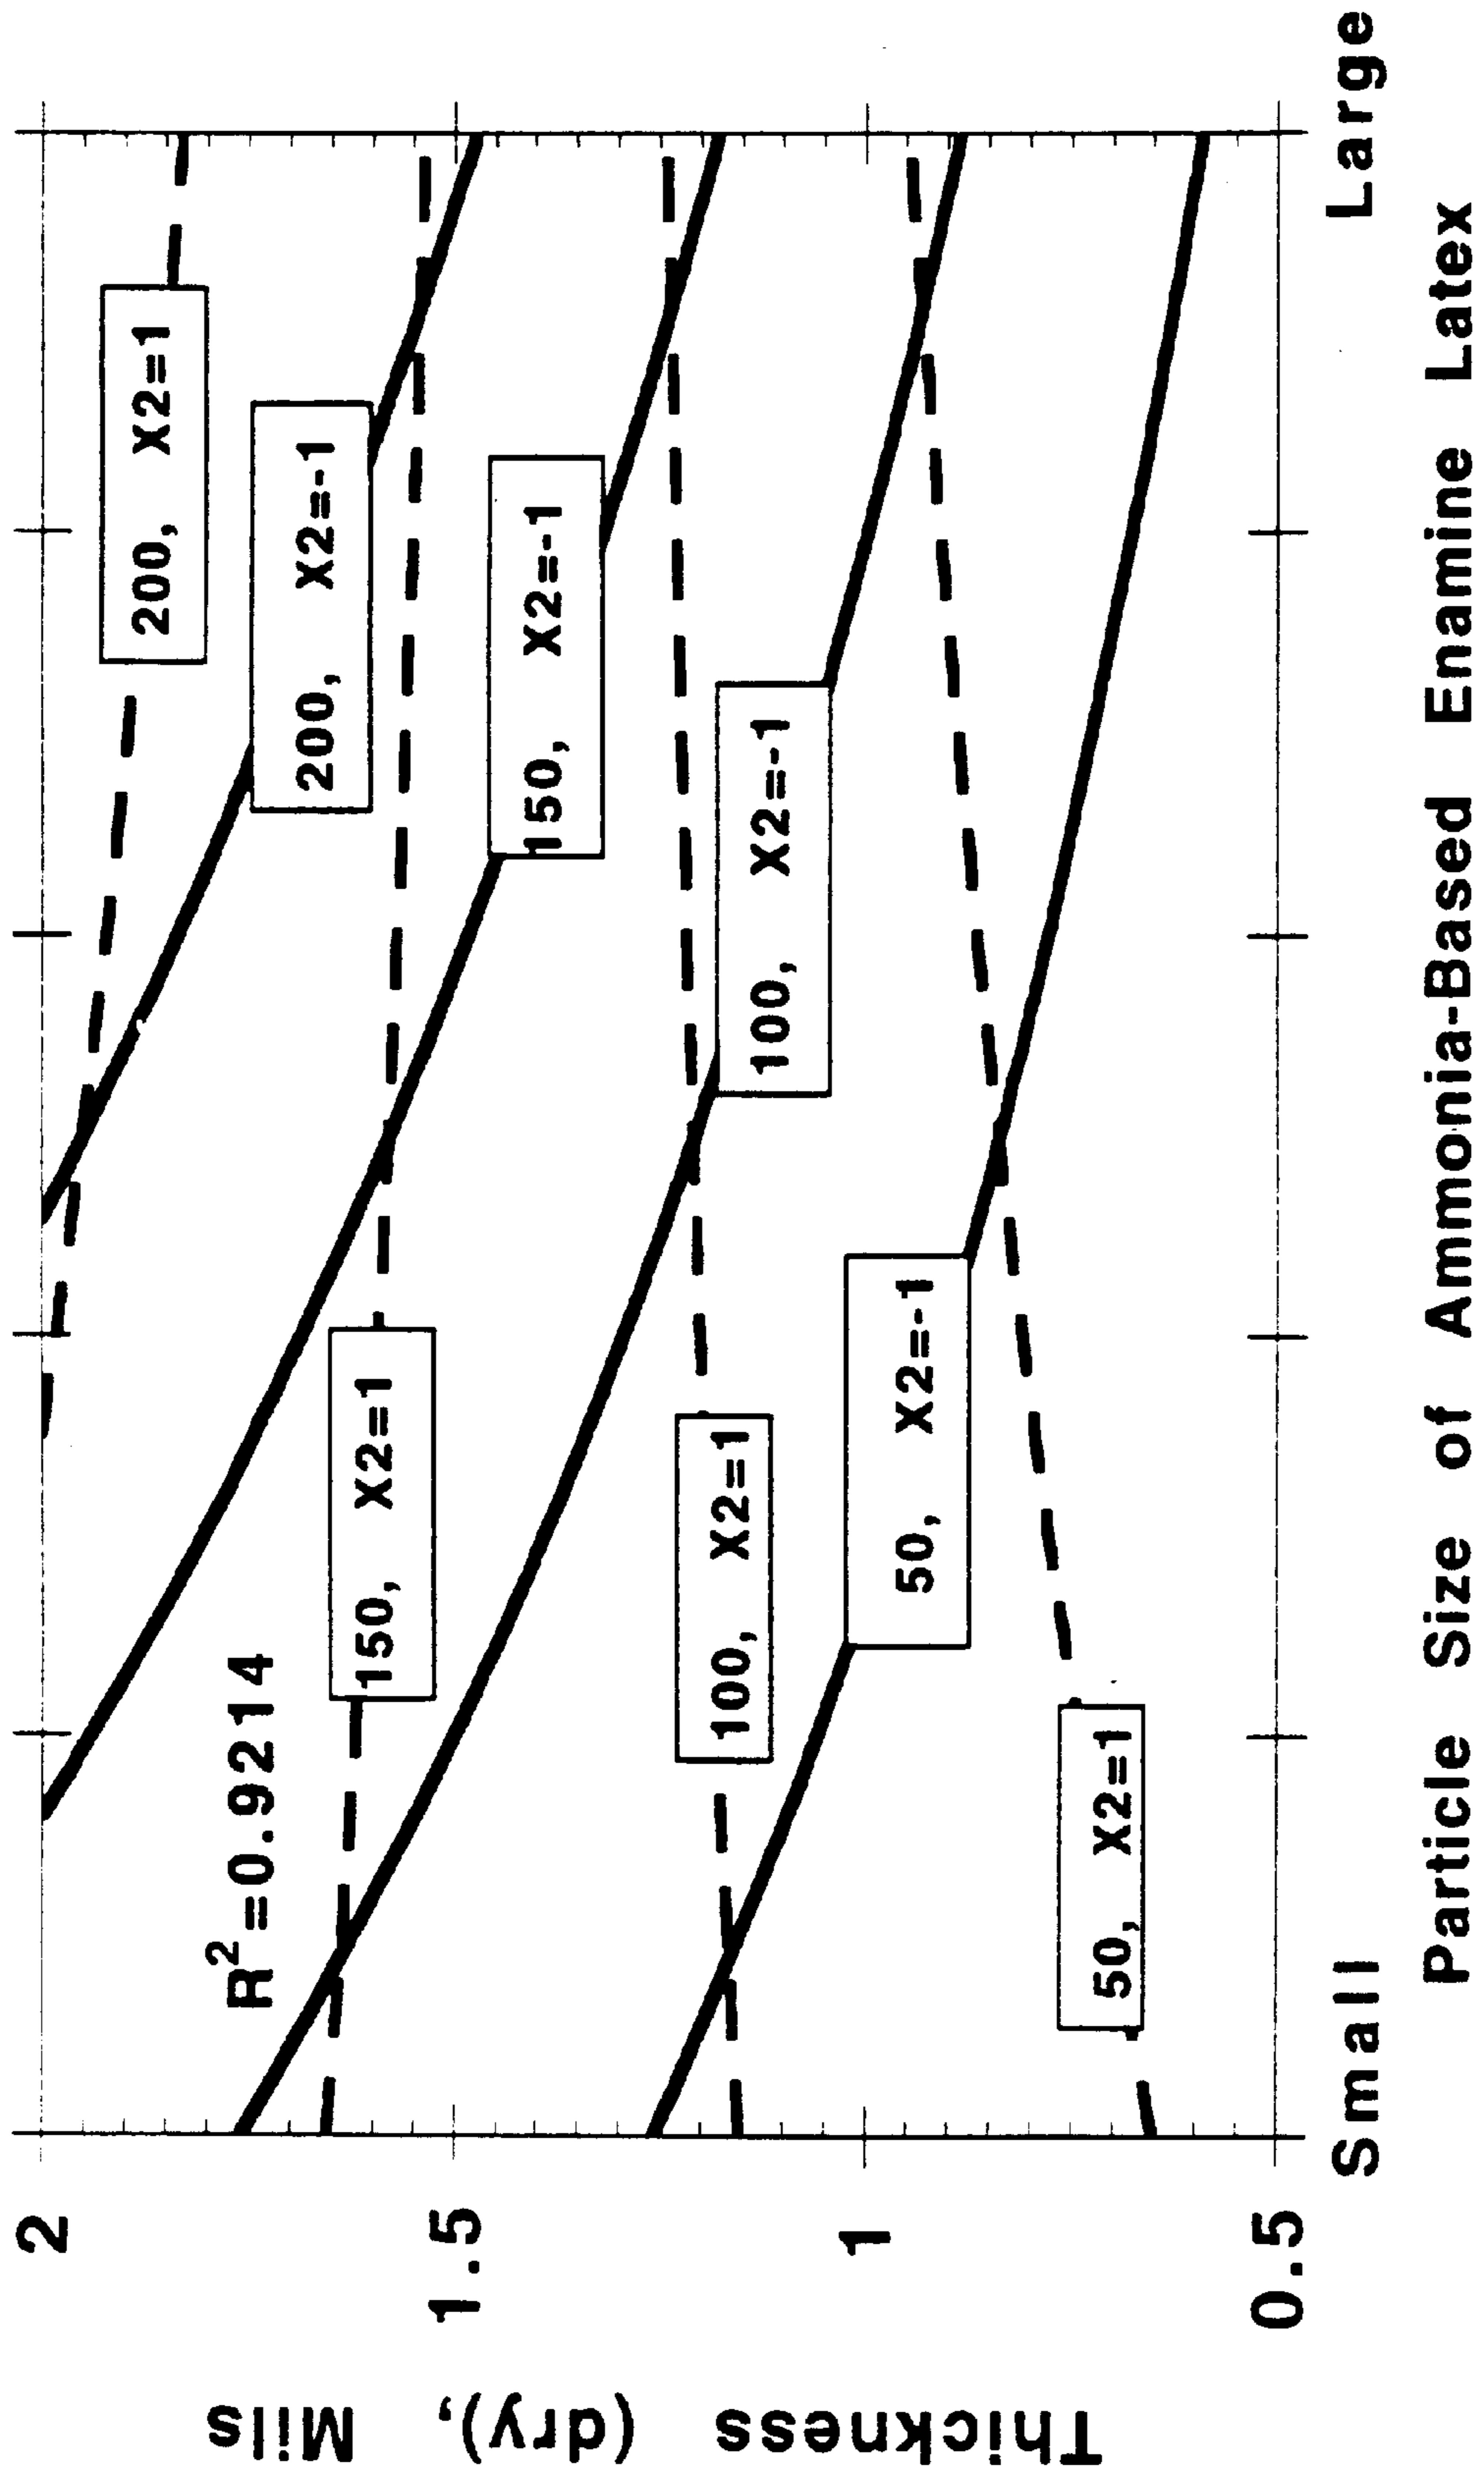 2
1.5
1
0.5
Thickness (dry), Mils
R²=0.9214
200, X2=1
200, X2=-1
150, X2=-1
150, X2=1
100, X2=-1
100, X2=1
50, X2=-1
50, X2=1
Small
Large
Particle Size of Ammonia-Based Enamine Latex